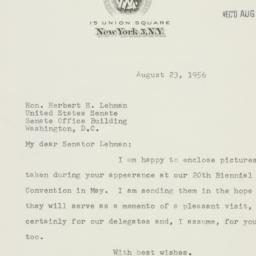 15 UNION SQUARE
REC'D AUG
New York 3, N.Y.
August 23, 1956
Hon. Herbert H. Lehman
United States Senate
Senate Office Building
Washington, D.C.
My dear Senator Lehman:
I am happy to enclose pictures
taken during your appearance at our 20th Biennial
Convention in May. I am sending them in the hope
they will serve as a memento of a pleasant visit,
certainly for our delegates and, I assume, for you
too.
With best wishes.